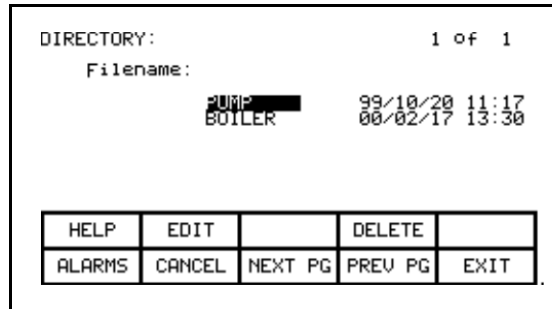 DIRECTORY: 1 Of 1
Filename:
PUMP 99/10/20 11:17
BOILER 00/02/17 13:30
HELP EDIT DELETE
ALARMS CANCEL NEXT PG PREV PG EXIT
.